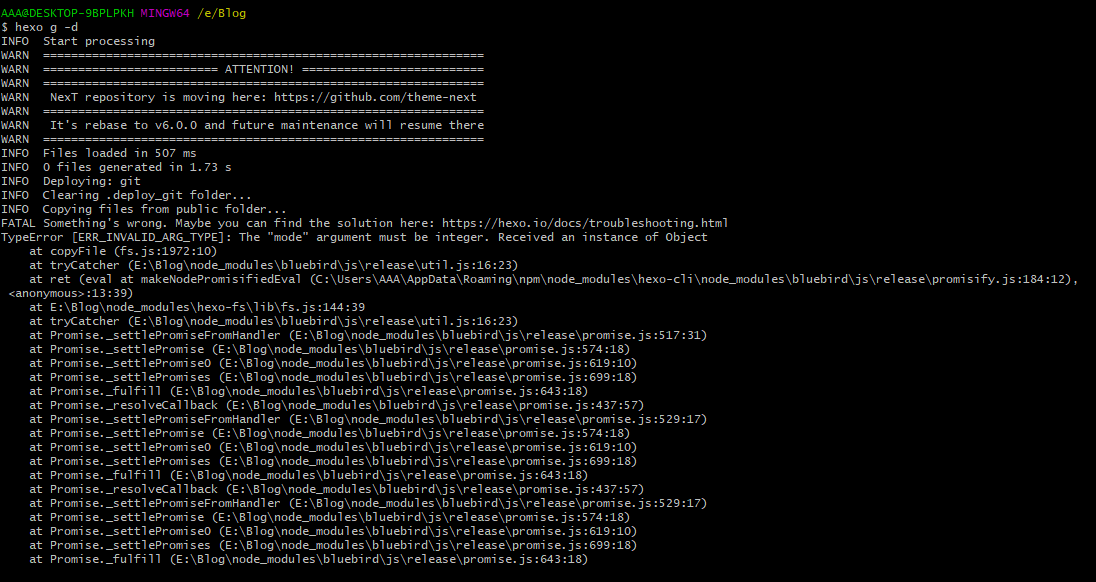 AAA@DESKTOP-9BPLPKH MINGW64 /e/Blog
$ hexo g -d
INFO  Start processing
WARN  ===============================================================
WARN  ========================= ATTENTION! ==========================
WARN  ===============================================================
WARN   NexT repository is moving here: https://github.com/theme-next
WARN  ===============================================================
WARN   It's rebase to v6.0.0 and future maintenance will resume there
WARN  ===============================================================
INFO  Files loaded in 507 ms
INFO  0 files generated in 1.73 s
INFO  Deploying: git
INFO  Clearing .deploy_git folder...
INFO  Copying files from public folder...
FATAL Something's wrong. Maybe you can find the solution here: https://hexo.io/docs/troubleshooting.html
TypeError [ERR_INVALID_ARG_TYPE]: The "mode" argument must be integer. Received an instance of Object
    at copyFile (fs.js:1972:10)
    at tryCatcher (E:\Blog\node_modules\bluebird\js\release\util.js:16:23)
    at ret (eval at makeNodePromisifiedEval (C:\Users\AAA\AppData\Roaming\npm\node_modules\hexo-cli\node_modules\bluebird\js\release\promisify.js:184:12),
 <anonymous>:13:39)
    at E:\Blog\node_modules\hexo-fs\lib\fs.js:144:39
    at tryCatcher (E:\Blog\node_modules\bluebird\js\release\util.js:16:23)
    at Promise._settlePromiseFromHandler (E:\Blog\node_modules\bluebird\js\release\promise.js:517:31)
    at Promise._settlePromise (E:\Blog\node_modules\bluebird\js\release\promise.js:574:18)
    at Promise._settlePromise0 (E:\Blog\node_modules\bluebird\js\release\promise.js:619:10)
    at Promise._settlePromises (E:\Blog\node_modules\bluebird\js\release\promise.js:699:18)
    at Promise._fulfill (E:\Blog\node_modules\bluebird\js\release\promise.js:643:18)
    at Promise._resolveCallback (E:\Blog\node_modules\bluebird\js\release\promise.js:437:57)
    at Promise._settlePromiseFromHandler (E:\Blog\node_modules\bluebird\js\release\promise.js:529:17)
    at Promise._settlePromise (E:\Blog\node_modules\bluebird\js\release\promise.js:574:18)
    at Promise._settlePromise0 (E:\Blog\node_modules\bluebird\js\release\promise.js:619:10)
    at Promise._settlePromises (E:\Blog\node_modules\bluebird\js\release\promise.js:699:18)
    at Promise._fulfill (E:\Blog\node_modules\bluebird\js\release\promise.js:643:18)
    at Promise._resolveCallback (E:\Blog\node_modules\bluebird\js\release\promise.js:437:57)
    at Promise._settlePromiseFromHandler (E:\Blog\node_modules\bluebird\js\release\promise.js:529:17)
    at Promise._settlePromise (E:\Blog\node_modules\bluebird\js\release\promise.js:574:18)
    at Promise._settlePromise0 (E:\Blog\node_modules\bluebird\js\release\promise.js:619:10)
    at Promise._settlePromises (E:\Blog\node_modules\bluebird\js\release\promise.js:699:18)
    at Promise._fulfill (E:\Blog\node_modules\bluebird\js\release\promise.js:643:18)